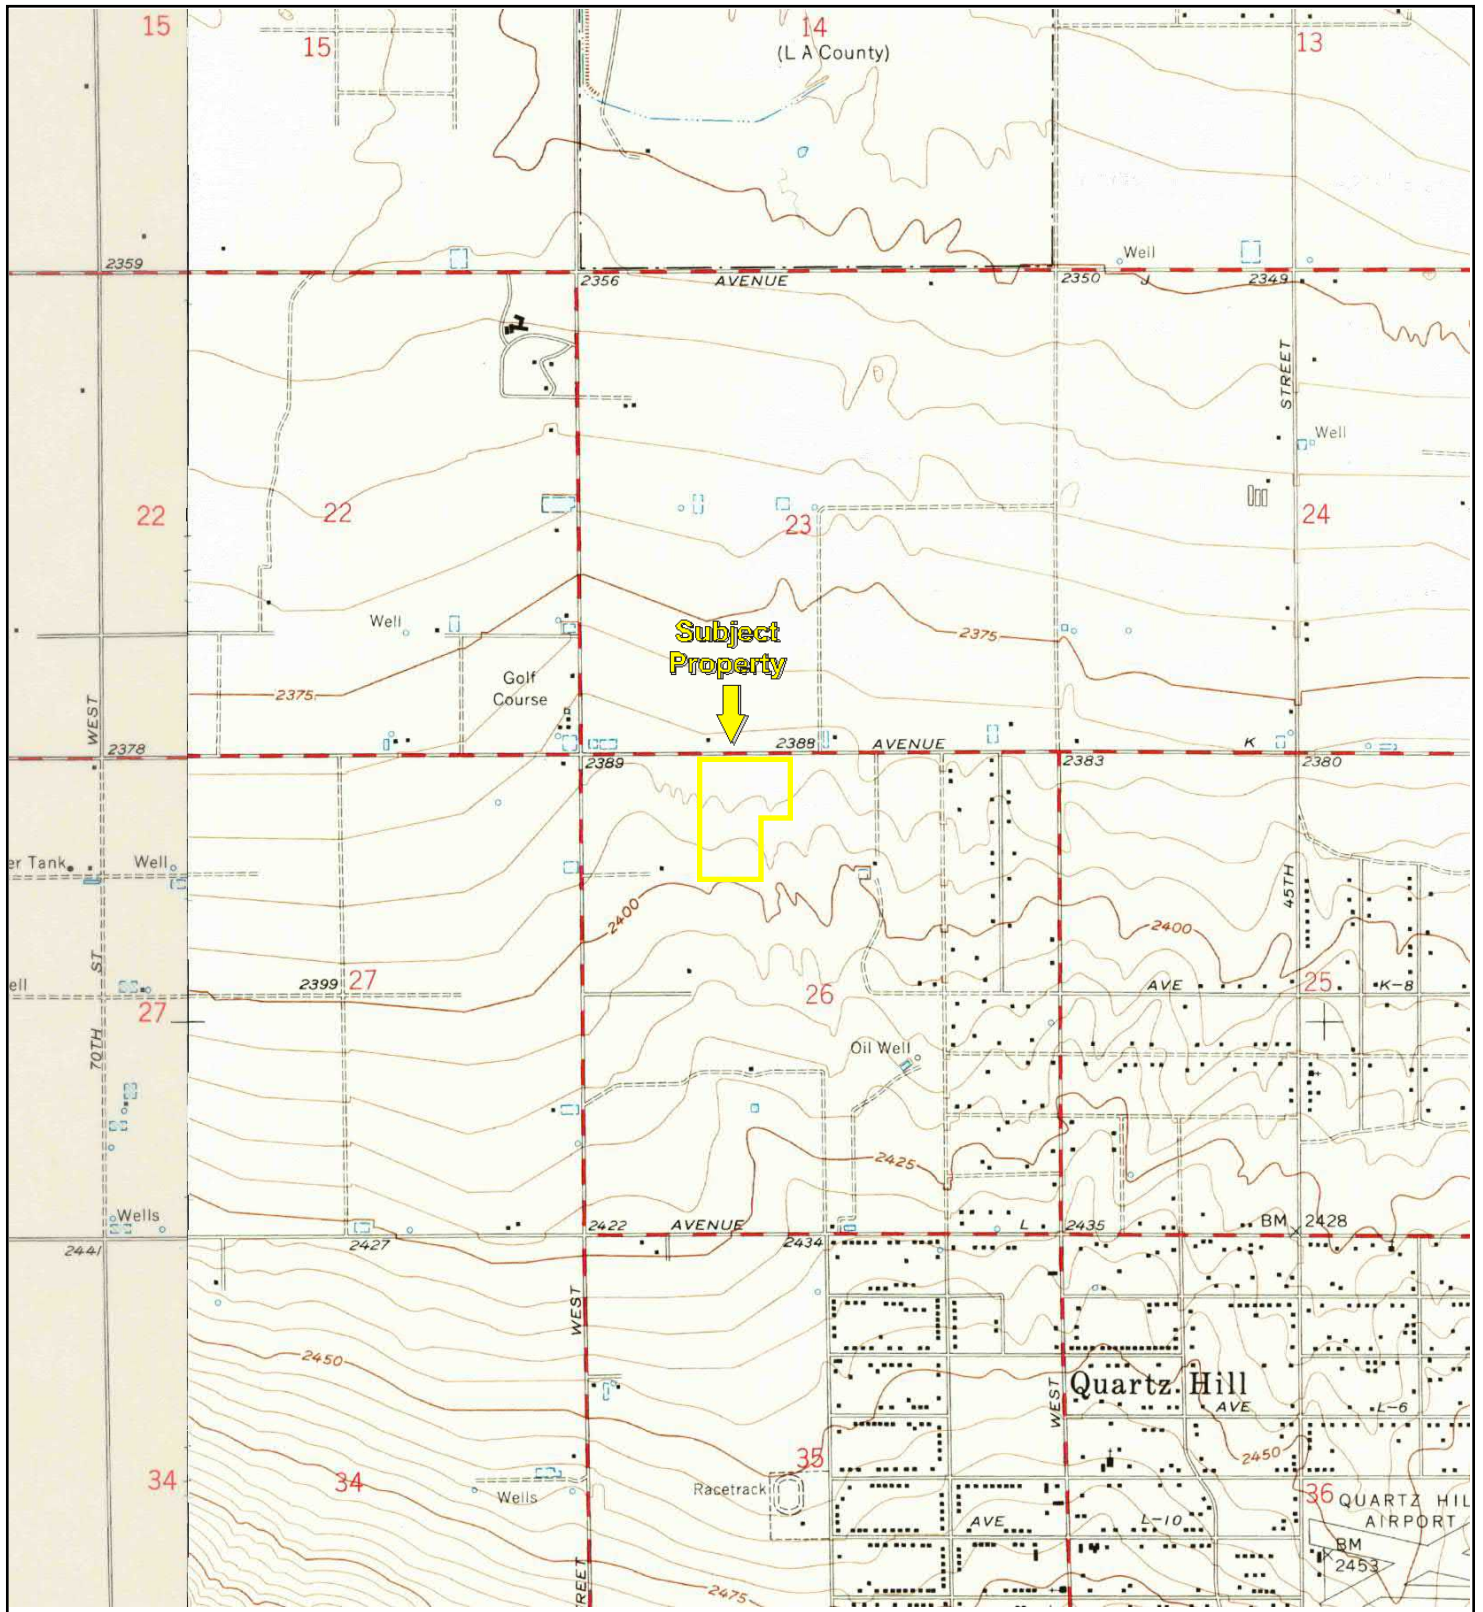 15
15
14
(L A County)
13
Well
2359
2356
AVENUE
2350
J
2349
STREET
Well
22
22
23
24
Well
Subject
Property
2375
Golf
Course
2375
WEST
2378
2388
AVENUE
K
2389
2383
2380
er Tank
Well
45TH
2400
2400
ST
ell
2399
27
26
AVE
25
K-8
27
70TH
Oil Well
2425
Wells
2422
AVENUE
L
2435
BM
2428
2441
2427
2434
WEST
2450
Quartz Hill
WEST
AVE
L-6
2450
34
34
35
Racetrack
Wells
36
QUARTZ HIL
AIRPORT
AVE
L-10
BM
2453
REET
2475